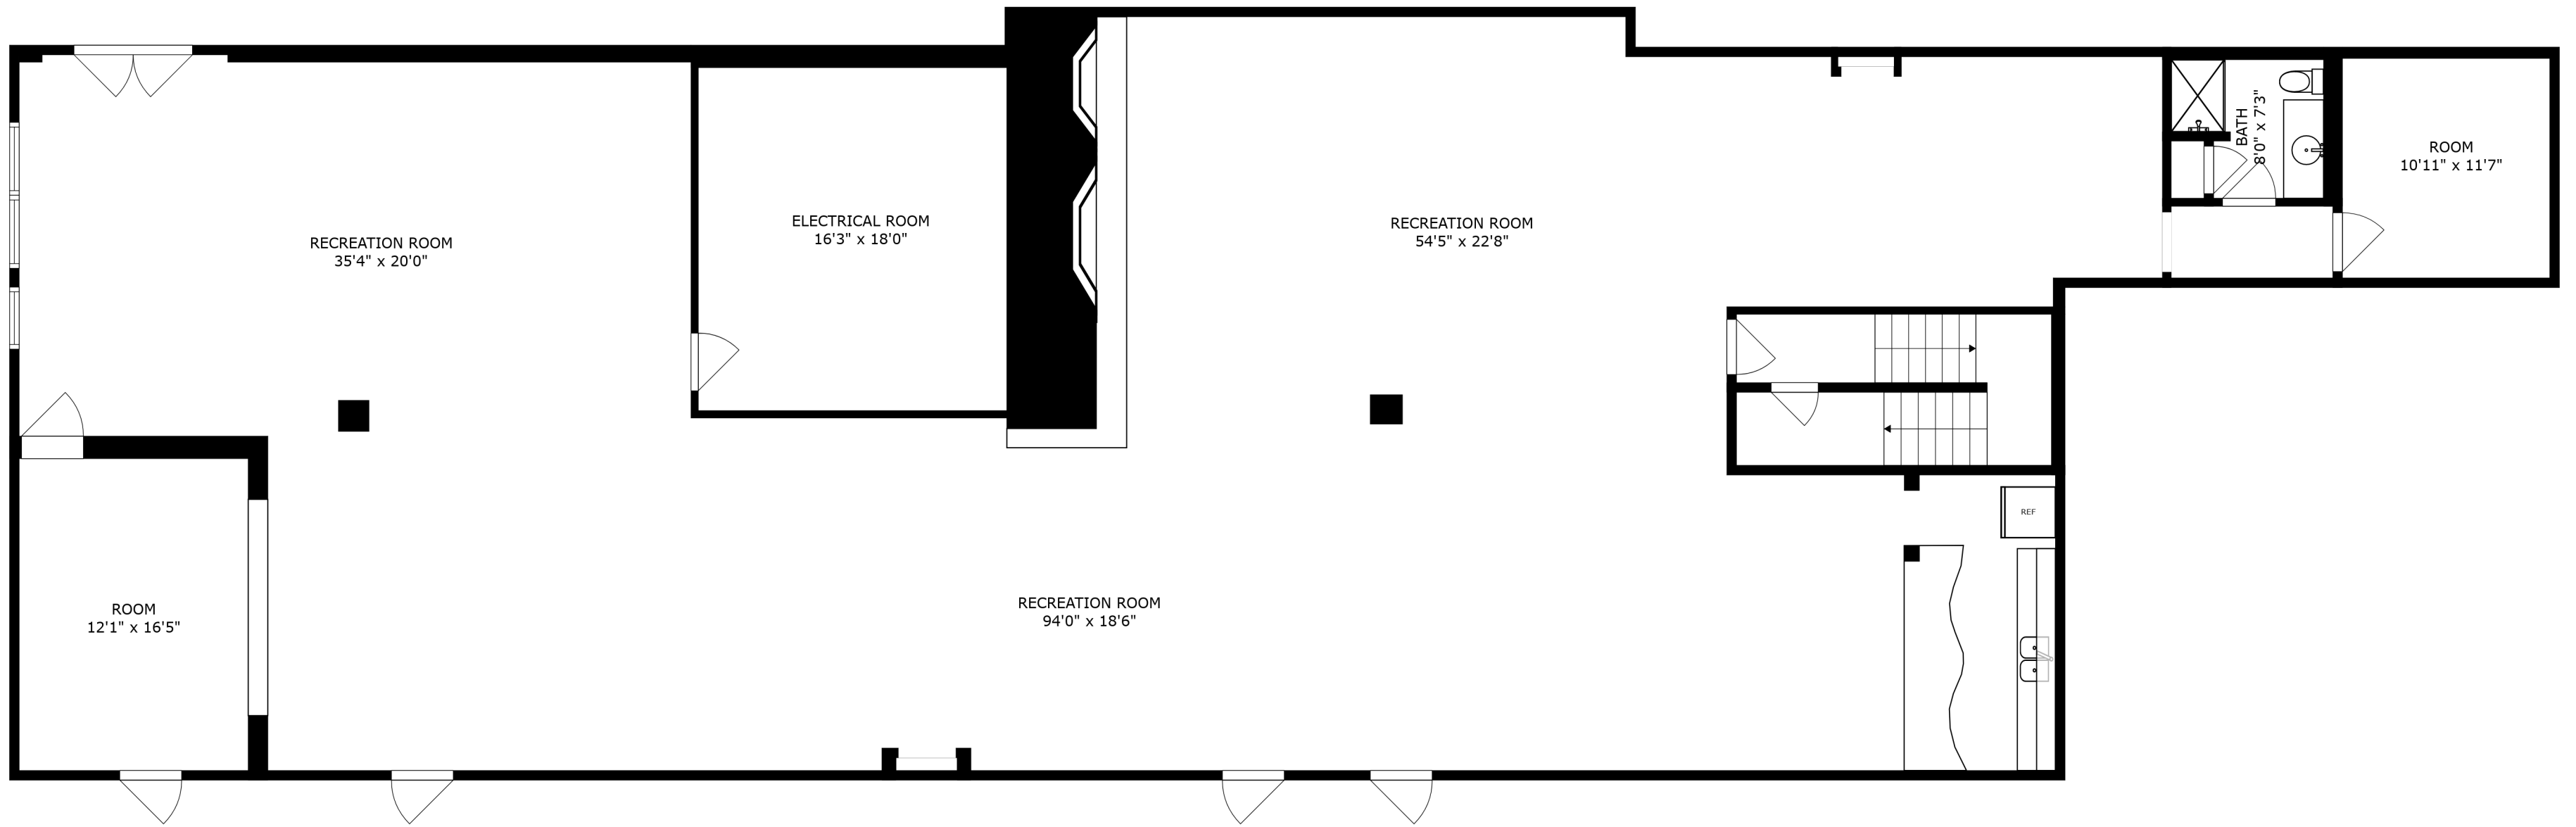 BATH
8'0" x 7'3"
ROOM
10'11" x 11'7"
ELECTRICAL ROOM
16'3" x 18'0"
RECREATION ROOM
54'5" x 22'8"
RECREATION ROOM
35'4" x 20'0"
REF
RECREATION ROOM
94'0" x 18'6"
ROOM
12'1" x 16'5"